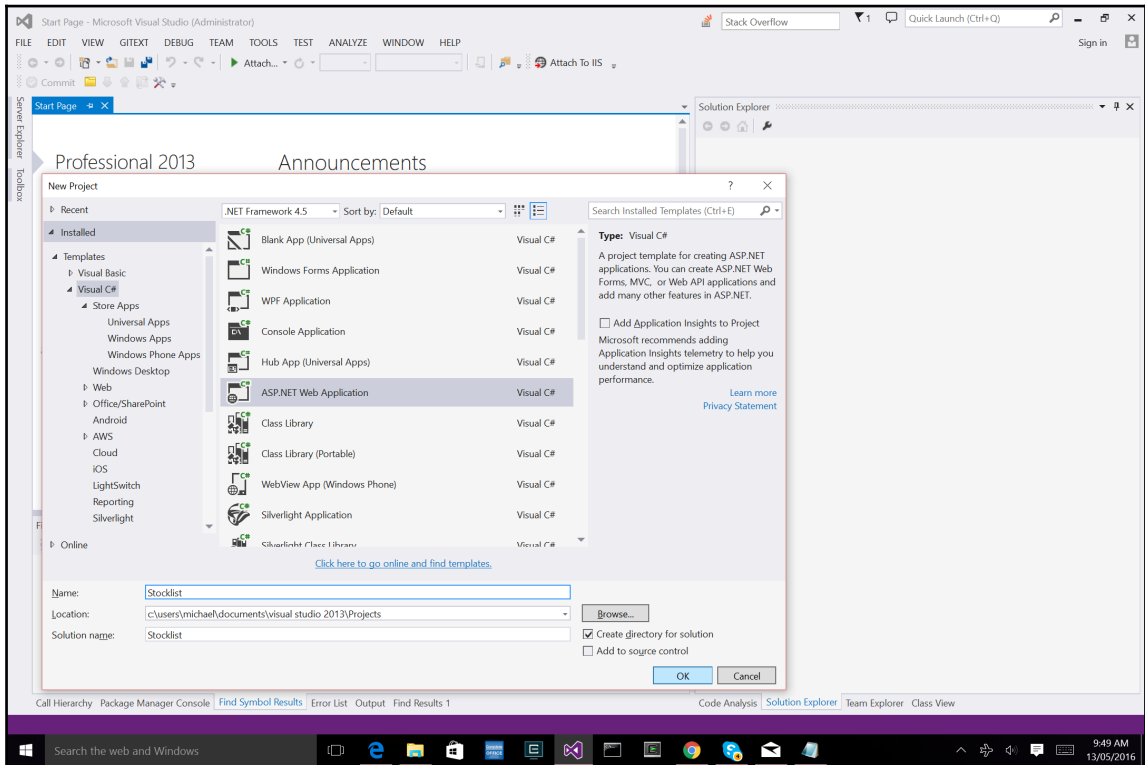 Start Page - Microsoft Visual Studio (Administrator)
Stack Overflow
1
Quick Launch (Ctrl+Q)
FILE EDIT VIEW GITEXT DEBUG TEAM TOOLS TEST ANALYZE WINDOW HELP
Sign in
Attach...
Attach To IIS
Commit
Server Explorer
Toolbox
Start Page
Solution Explorer
Professional 2013
Announcements
New Project
Recent
.NET Framework 4.5
Sort by: Default
Search Installed Templates (Ctrl+E)
Installed
Templates
Visual Basic
Visual C#
Store Apps
Universal Apps
Windows Apps
Windows Phone Apps
Windows Desktop
Web
Office/SharePoint
Android
AWS
Cloud
iOS
LightSwitch
Reporting
Silverlight
Online
Blank App (Universal Apps) Visual C#
Windows Forms Application Visual C#
WPF Application Visual C#
Console Application Visual C#
Hub App (Universal Apps) Visual C#
ASP.NET Web Application Visual C#
Class Library Visual C#
Class Library (Portable) Visual C#
WebView App (Windows Phone) Visual C#
Silverlight Application Visual C#
Silverlight Class Library Visual C#
Click here to go online and find templates.
Type: Visual C#
A project template for creating ASP.NET
applications. You can create ASP.NET Web
Forms, MVC, or Web API applications and
add many other features in ASP.NET.
Add Application Insights to Project
Microsoft recommends adding
Application Insights telemetry to help you
understand and optimize application
performance.
Learn more
Privacy Statement
Name: Stocklist
Location: c:\users\michael\documents\visual studio 2013\Projects
Browse...
Solution name: Stocklist
Create directory for solution
Add to source control
OK
Cancel
Call Hierarchy Package Manager Console Find Symbol Results Error List Output Find Results 1
Code Analysis Solution Explorer Team Explorer Class View
Search the web and Windows
9:49 AM
13/05/2016